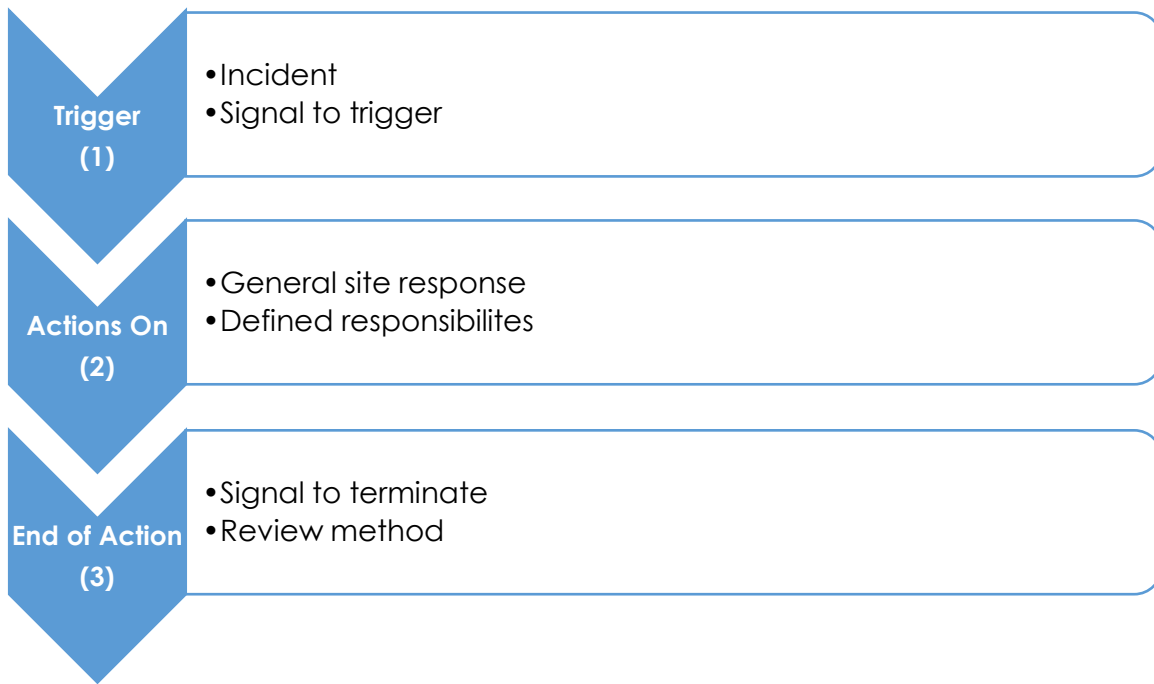 Trigger
(1)
•Incident
•Signal to trigger
Actions On
(2)
•General site response
•Defined responsibilites
End of Action
(3)
•Signal to terminate
•Review method